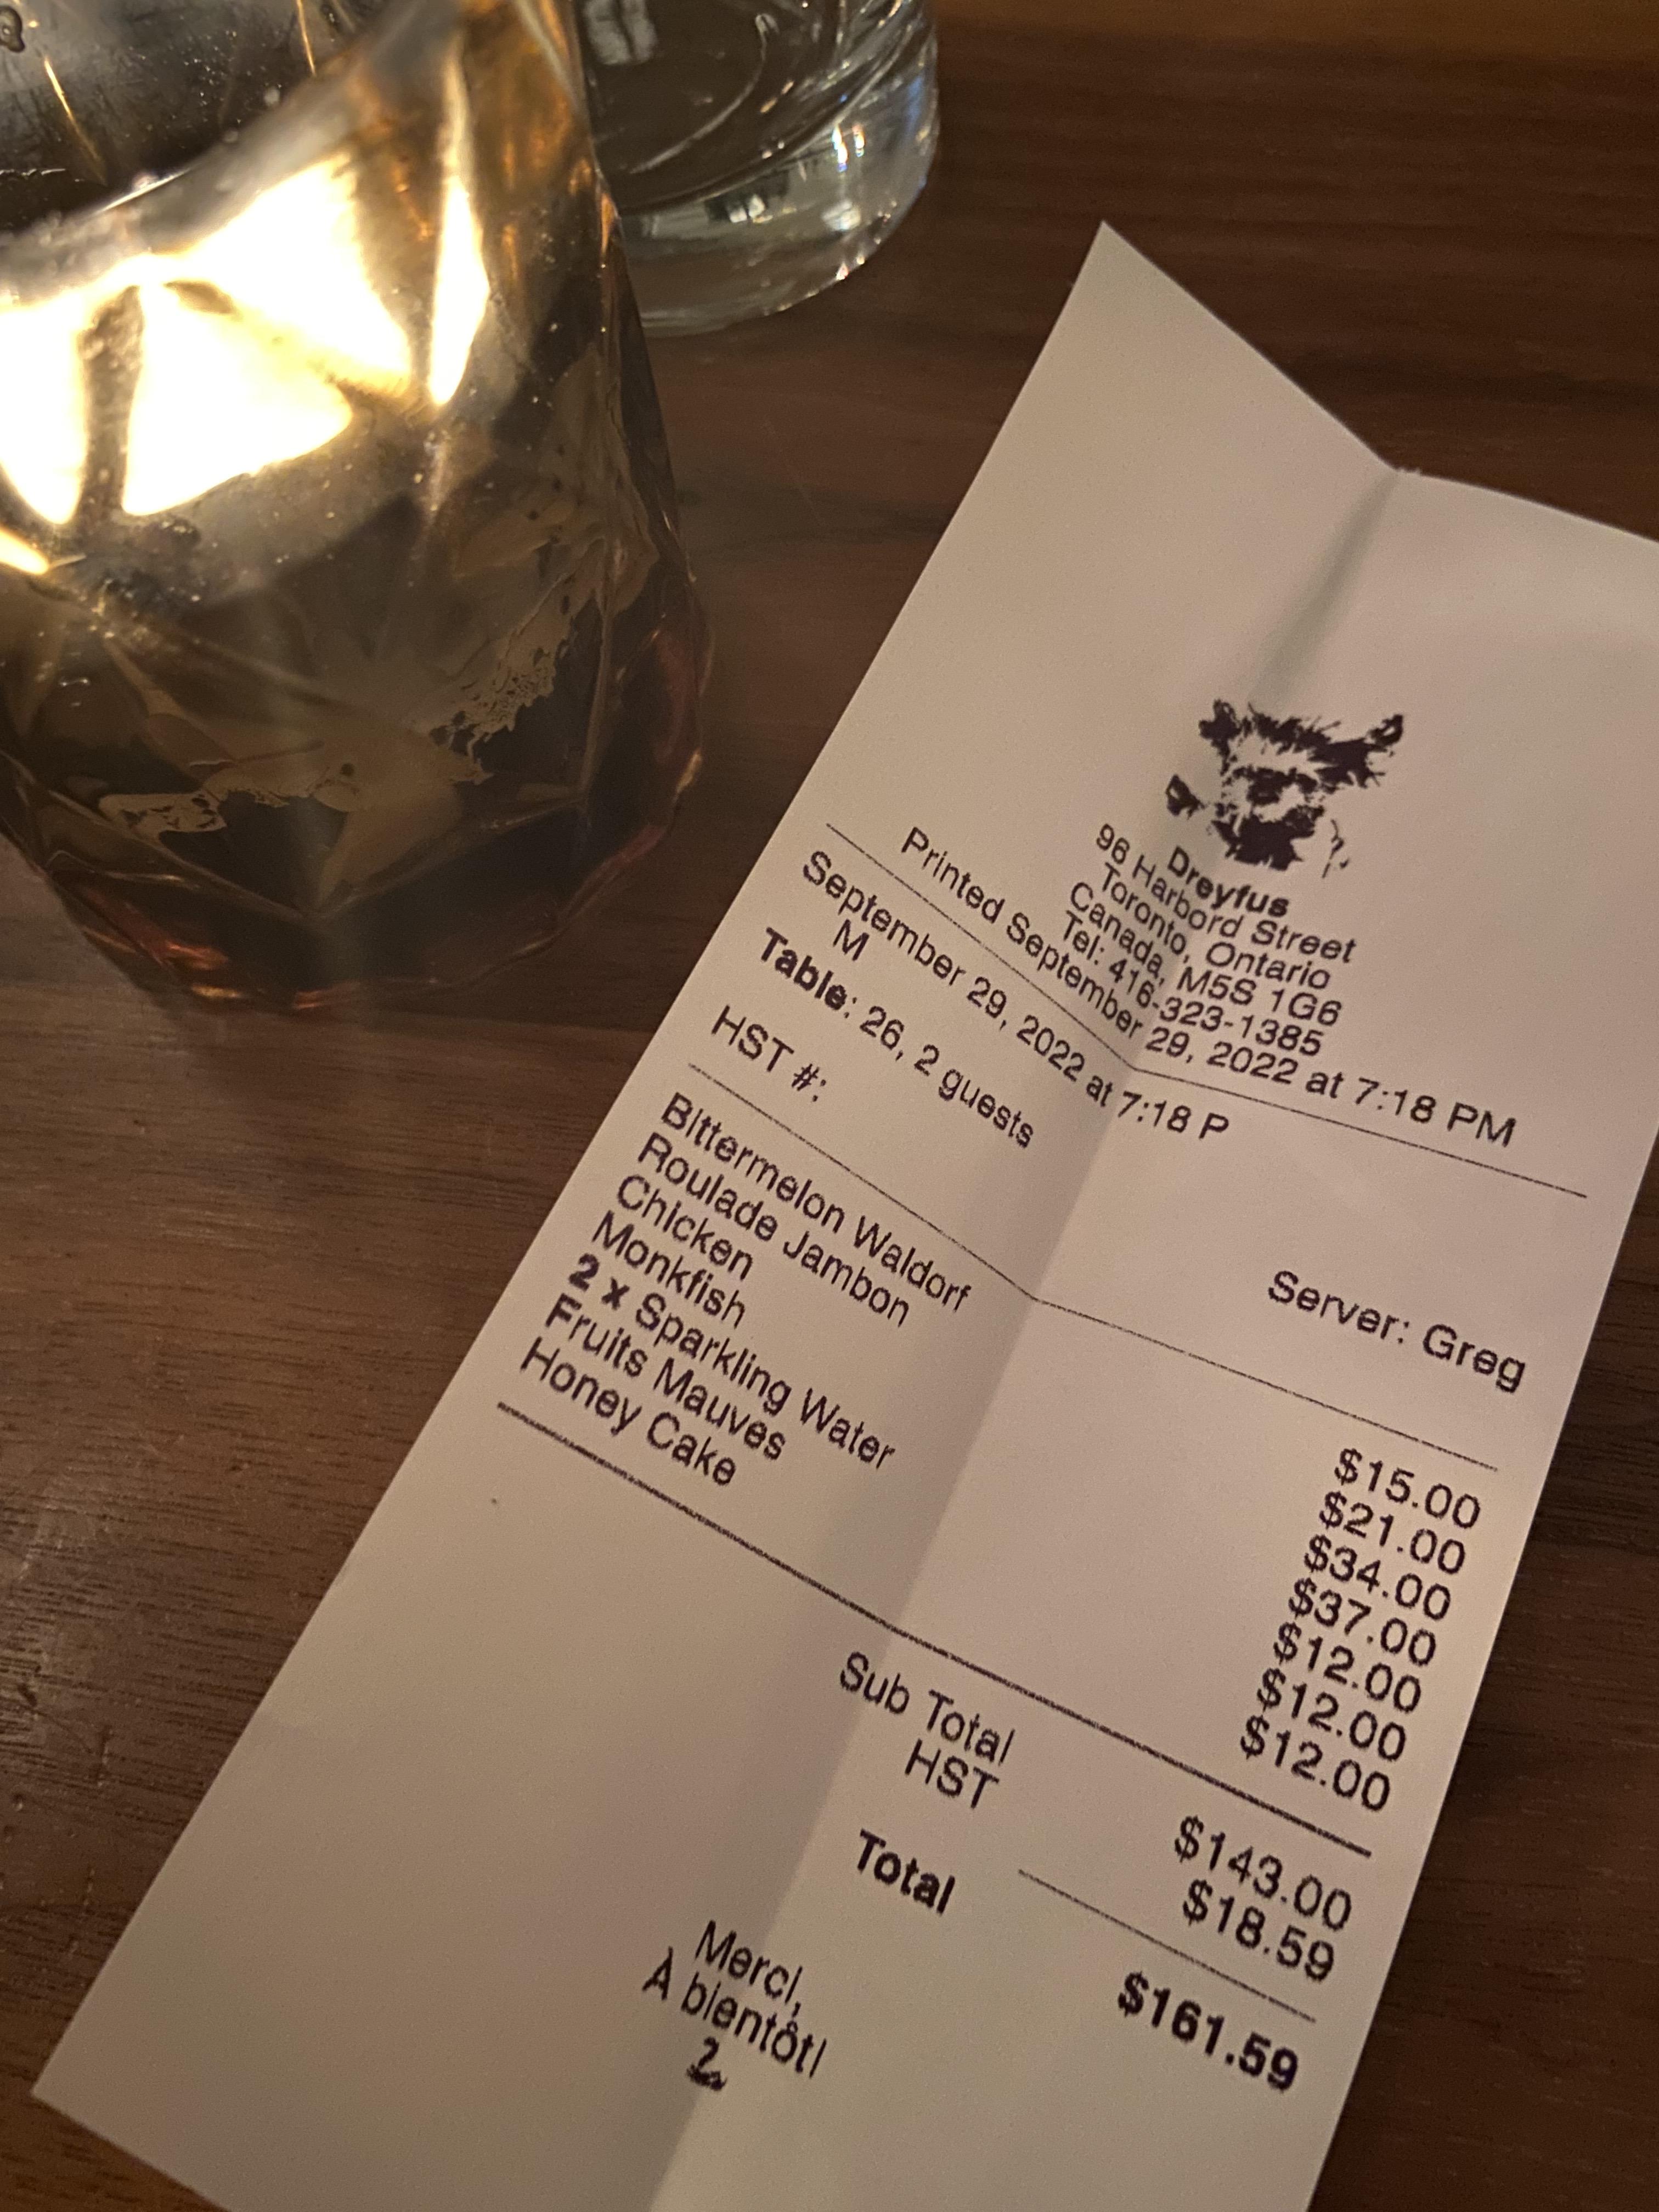 Dreyfus
96 Harbord Street
Toronto, Ontario
Canada, M5S 1G6
Tel: 416-323-1385
Printed September 29, 2022 at 7:18 PM
September 29, 2022 at 7:18 P
M
Table: 26, 2 guests
Server: Greg
HST #:
Bittermelon Waldorf $15.00
Roulade Jambon $21.00
Chicken $34.00
Monkfish $37.00
2 x Sparkling Water $12.00
Fruits Mauves $12.00
Honey Cake $12.00
Sub Total $143.00
HST $18.59
Total $161.59
Merci,
À bientôt!